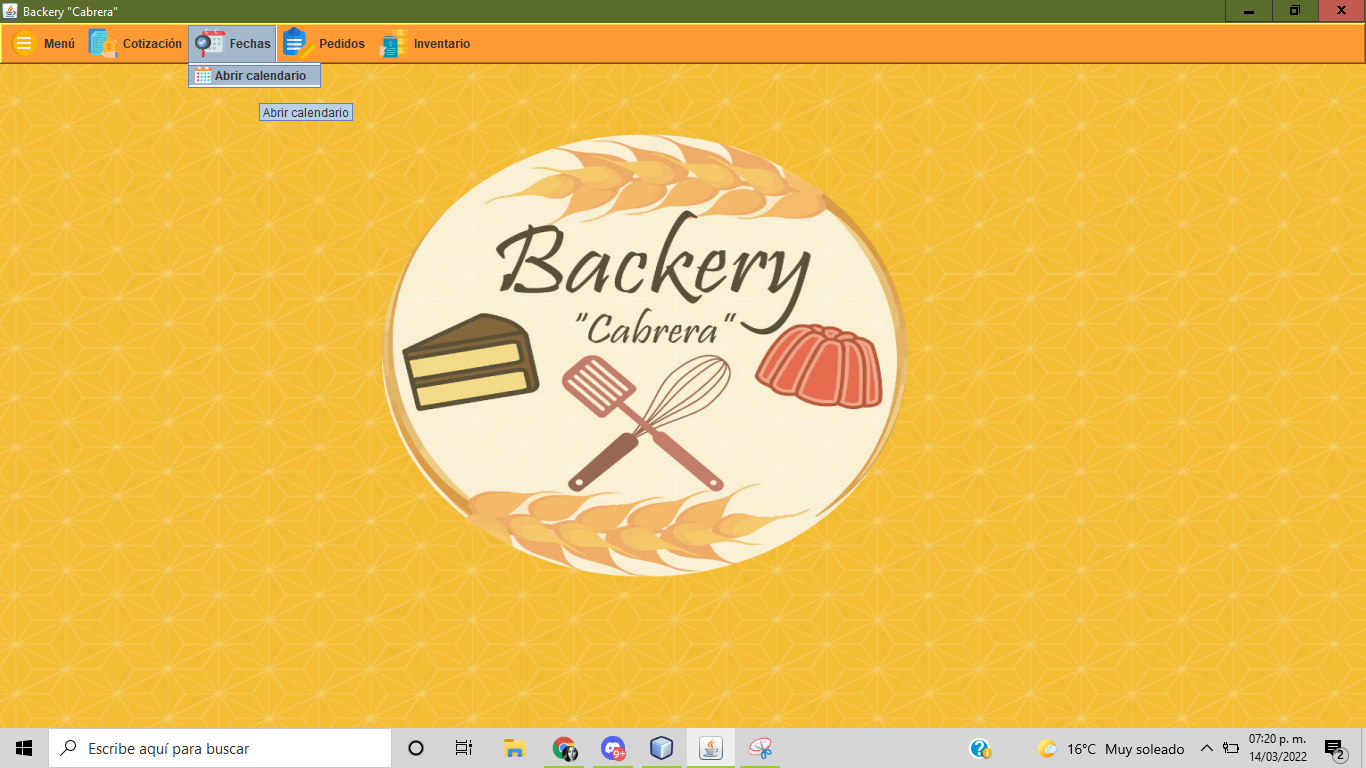 Backery "Cabrera"
Menú Cotización Fechas Pedidos Inventario
Abrir calendario
Abrir calendario
Backery
"Cabrera"
Escribe aquí para buscar
9+
16°C Muy soleado
07:20 p. m.
14/03/2022
2